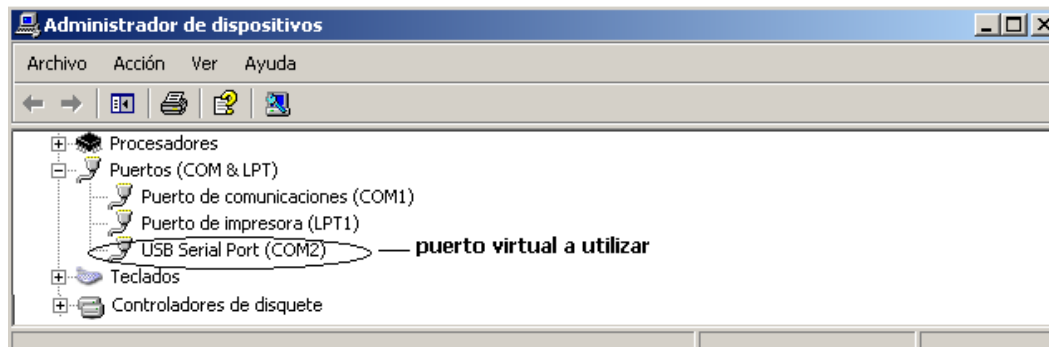 Administrador de dispositivos
Archivo Acción Ver Ayuda
Procesadores
Puertos (COM & LPT)
Puerto de comunicaciones (COM1)
Puerto de impresora (LPT1)
USB Serial Port (COM2) puerto virtual a utilizar
Teclados
Controladores de disquete